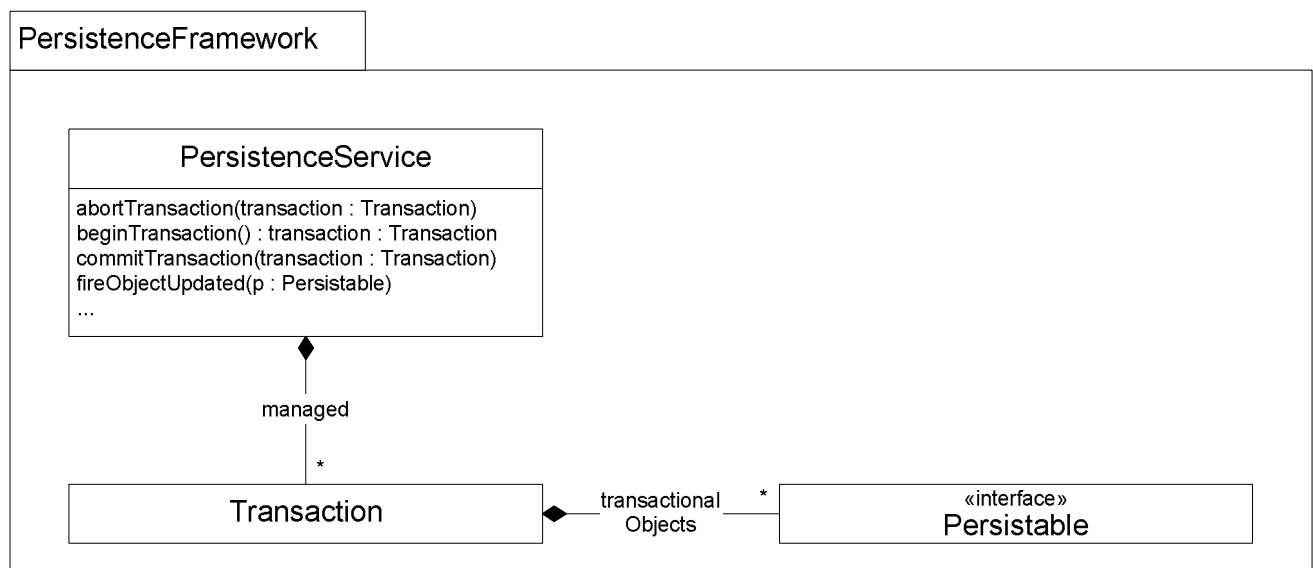 PersistenceFramework
PersistenceService
abortTransaction(transaction : Transaction)
beginTransaction() : transaction : Transaction
commitTransaction(transaction : Transaction)
fireObjectUpdated(p : Persistable)
...
managed
*
Transaction
transactional
Objects
*
«interface»
Persistable